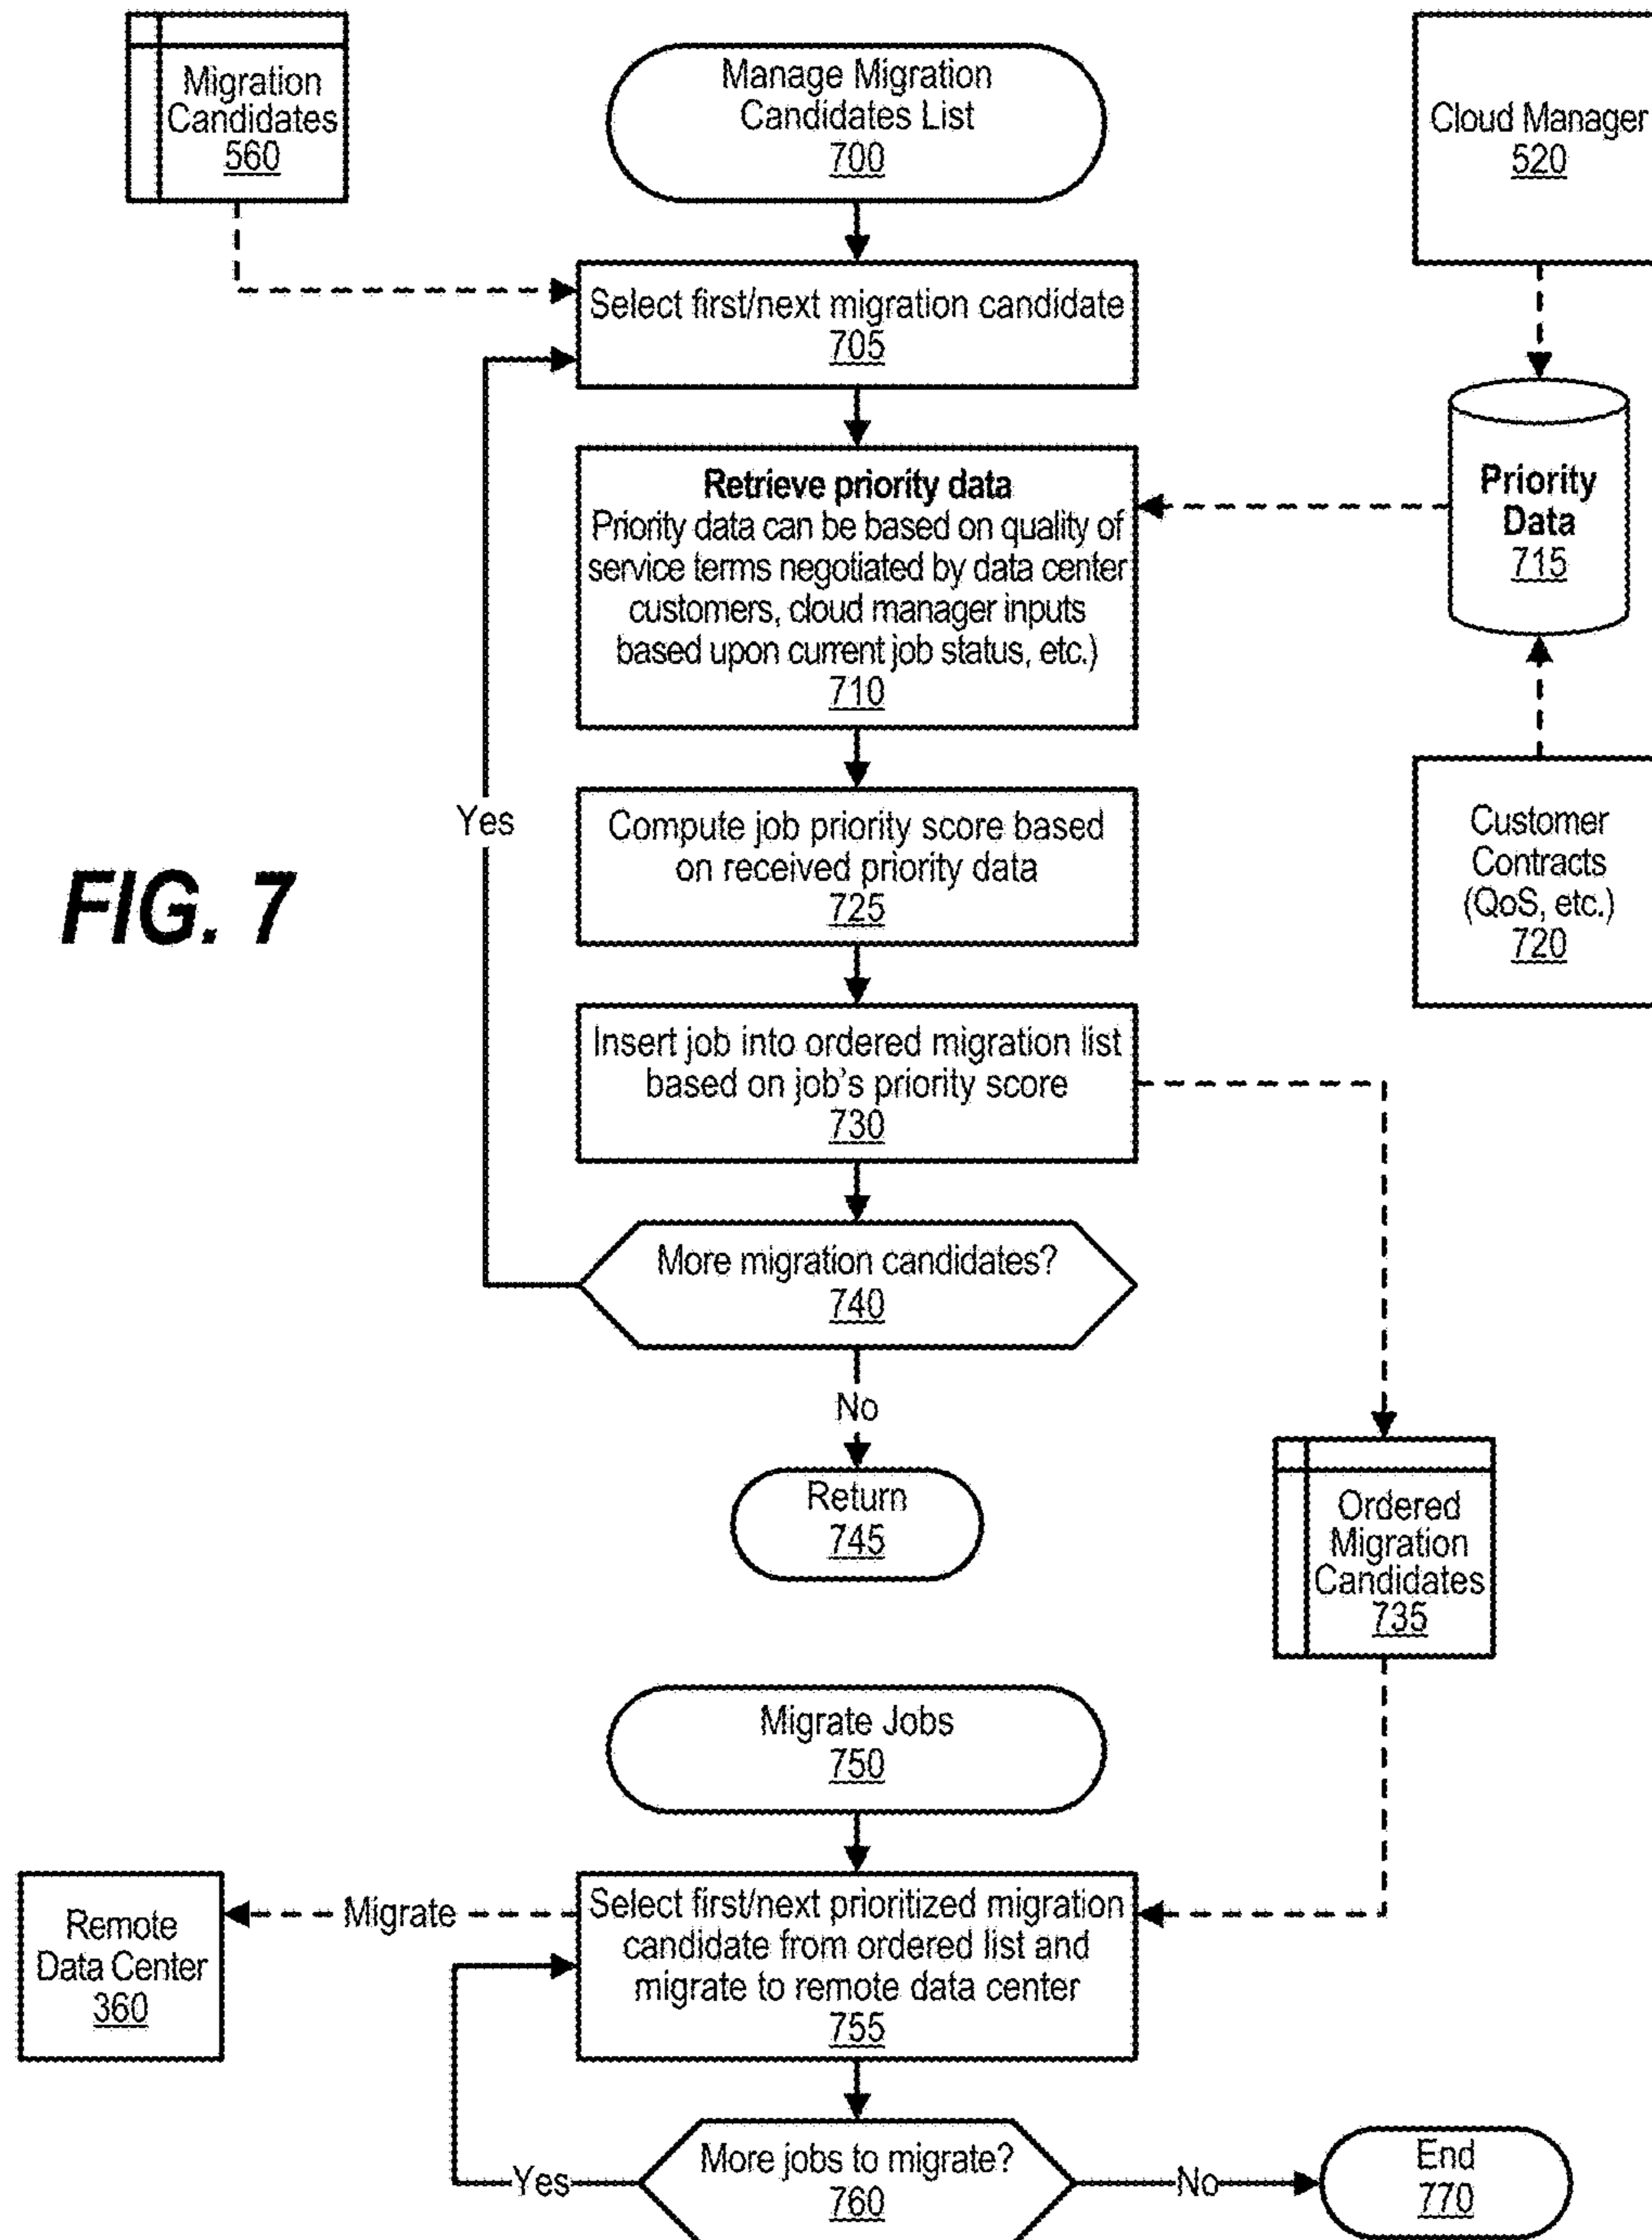 Migration
Candidates
560
Manage Migration
Candidates List
700
Cloud Manager
520
Select first/next migration candidate
705
Retrieve priority data
Priority data can be based on quality of
service terms negotiated by data center
customers, cloud manager inputs
based upon current job status, etc.)
710
Priority
Data
715
Yes
Compute job priority score based
on received priority data
725
Customer
Contracts
(QoS, etc.)
720
FIG. 7
Insert job into ordered migration list
based on job's priority score
730
More migration candidates?
740
No
Return
745
Ordered
Migration
Candidates
735
Migrate Jobs
750
Remote
Data Center
360
Migrate
Select first/next prioritized migration
candidate from ordered list and
migrate to remote data center
755
More jobs to migrate?
760
Yes
No
End
770